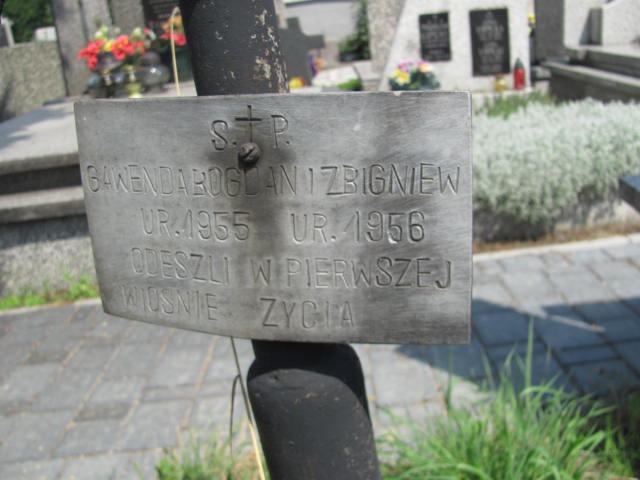 S.†P.
GAWENDA BOGDAN I ZBIGNIEW
UR. 1955 UR. 1956
ODESZLI W PIERWSZEJ
WIOSNIE ZYCIA